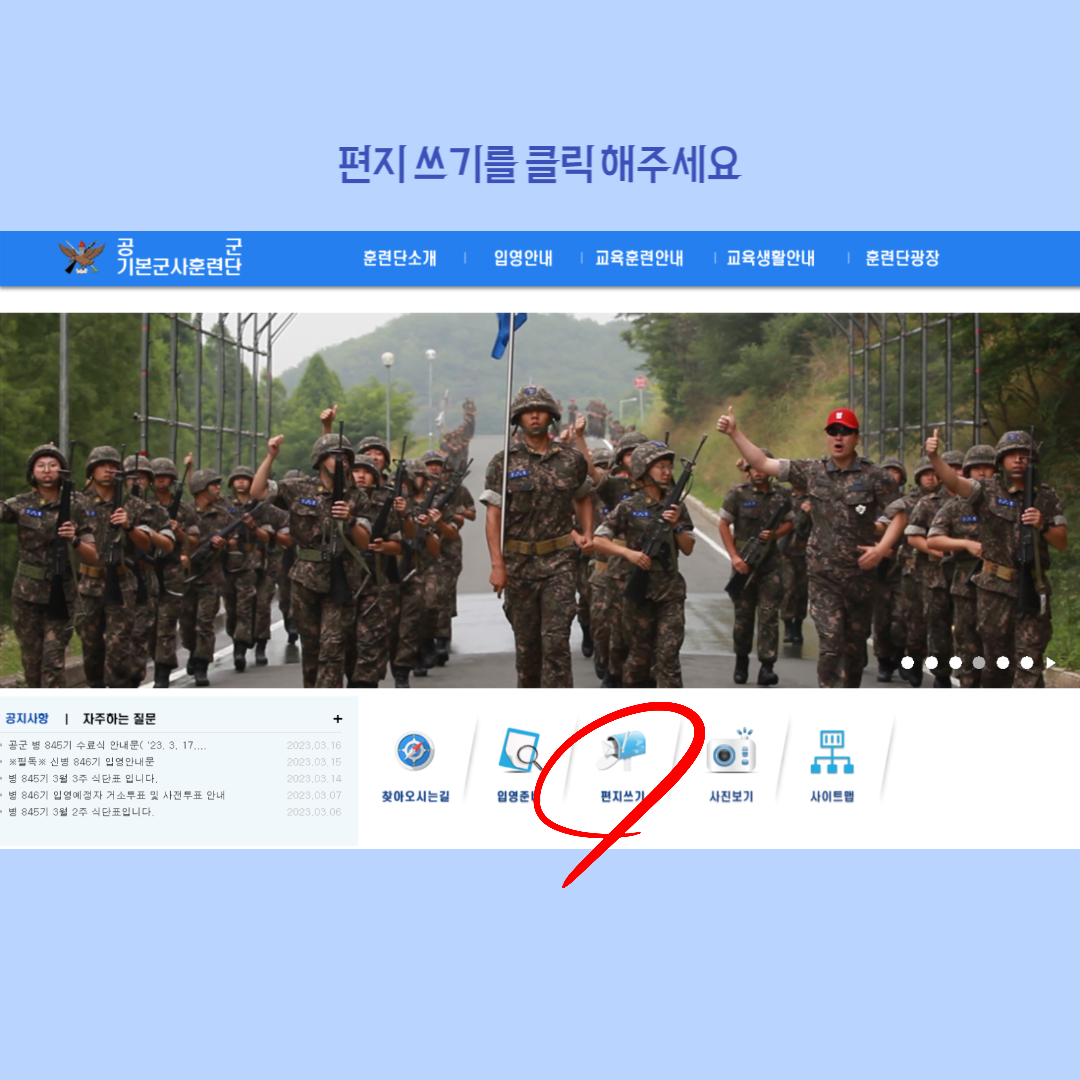 편지 쓰기를 클릭 해주세요
공 군
기본군사훈련단
훈련단소개 | 입영안내 | 교육훈련안내 | 교육생활안내 | 훈련단광장
공지사항 | 자주하는 질문 +
공군 병 845기 수료식 안내문( '23. 3. 17.... 2023.03.16
※필독※ 신병 846기 입영안내문 2023.03.15
병 845기 3월 3주 식단표 입니다. 2023.03.14
병 846기 입영예정자 거소투표 및 사전투표 안내 2023.03.07
병 845기 3월 2주 식단표입니다. 2023.03.06
찾아오시는길 입영준비 편지쓰기 사진보기 사이트맵